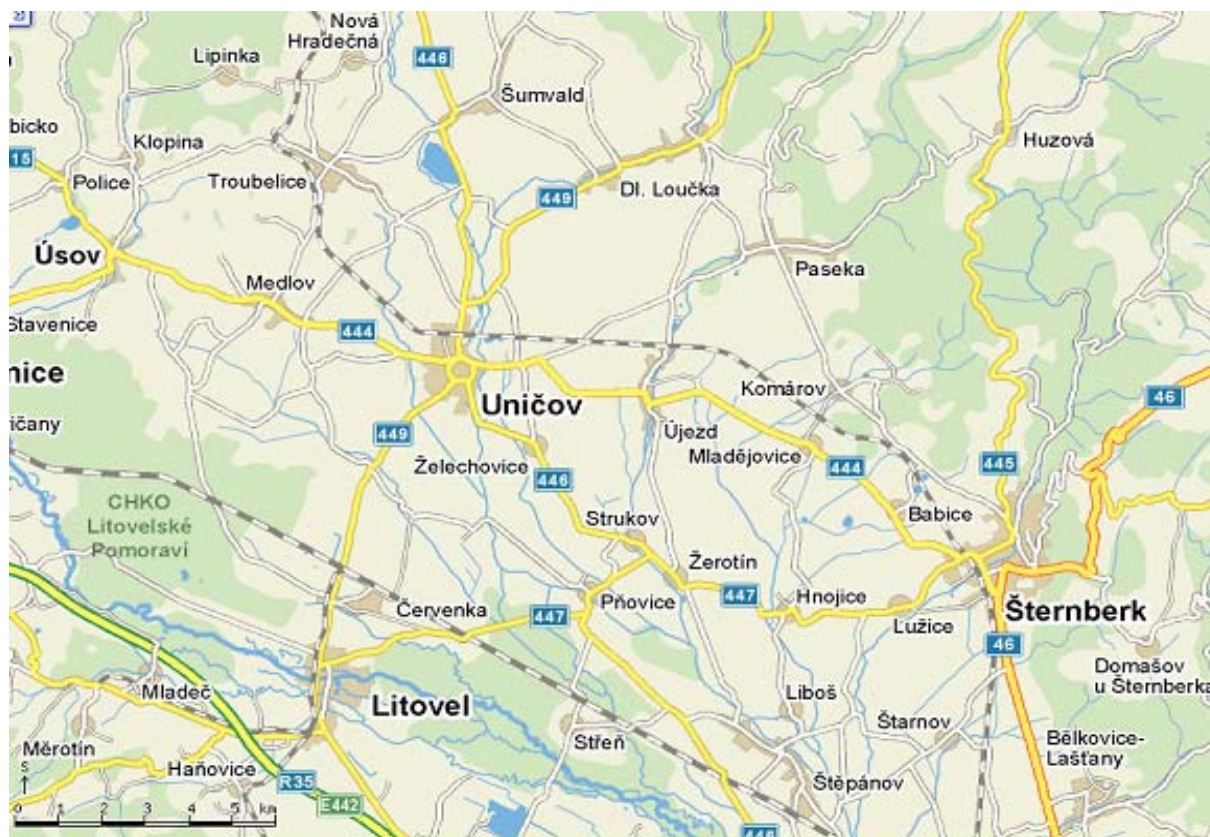 Nová
Hradečná
Lipinka
446
Šumvald
bicko
Klopina
Huzová
15
Police
Troubelice
449
Dl. Loučka
Úsov
Paseka
Medlov
Stavenice
444
nice
Komárov
46
Uničov
ičany
449
Újezd
Mladějovice
Želechovice
446
444
445
CHKO
Litovelské
Pomoraví
Strukov
Babice
Žerotín
Červenka
447
Pňovice
447
Hnojice
Lužice
Šternberk
46
Domašov
u Šternberka
Mladeč
Litovel
Liboš
Štarnov
Měrotín
Haňovice
Střeň
Bělkovice-
Lašťany
S
R35
Štěpánov
0 1 2 3 4 5 km
E442
446